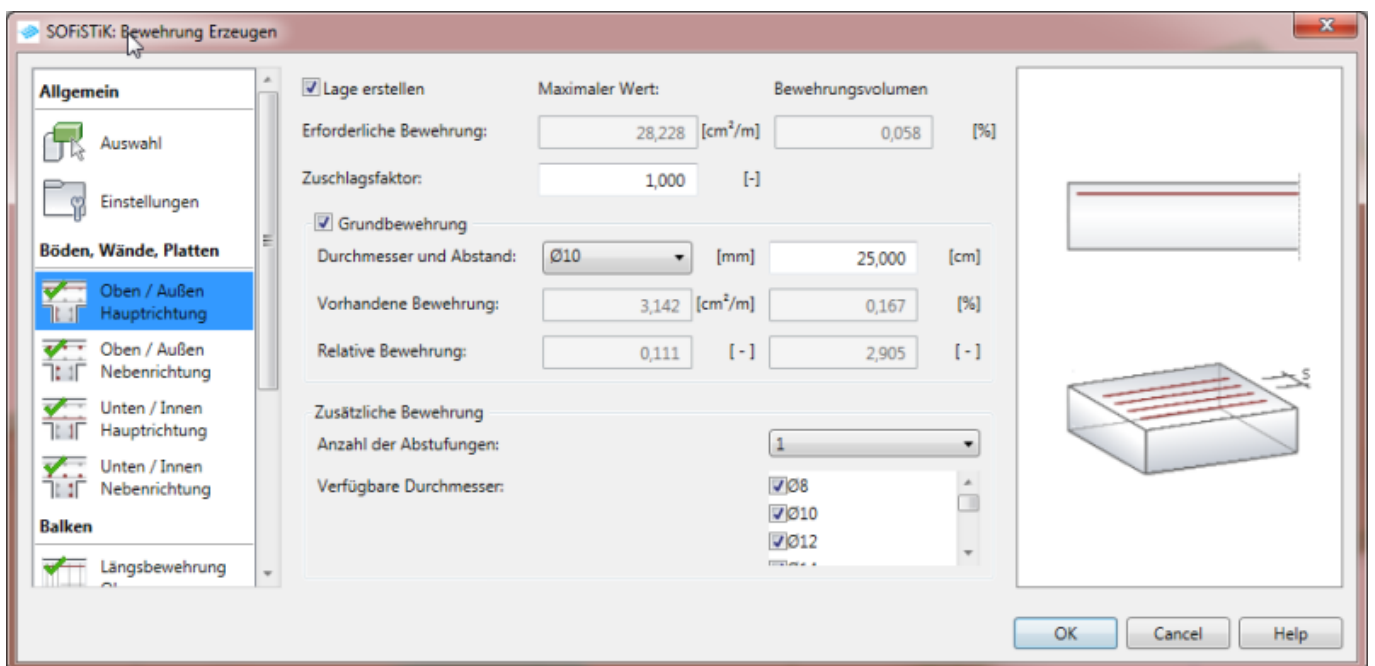 SOFiSTiK: Bewehrung Erzeugen
Allgemein
Auswahl
Einstellungen
Böden, Wände, Platten
Oben / Außen
Hauptrichtung
Oben / Außen
Nebenrichtung
Unten / Innen
Hauptrichtung
Unten / Innen
Nebenrichtung
Balken
Längsbewehrung
Lage erstellen Maximaler Wert: Bewehrungsvolumen
Erforderliche Bewehrung: 28,228 [cm²/m] 0,058 [%]
Zuschlagsfaktor: 1,000 [-]
Grundbewehrung
Durchmesser und Abstand: Ø10 [mm] 25,000 [cm]
Vorhandene Bewehrung: 3,142 [cm²/m] 0,167 [%]
Relative Bewehrung: 0,111 [ - ] 2,905 [ - ]
Zusätzliche Bewehrung
Anzahl der Abstufungen: 1
Verfügbare Durchmesser: Ø8
Ø10
Ø12
s
OK Cancel Help